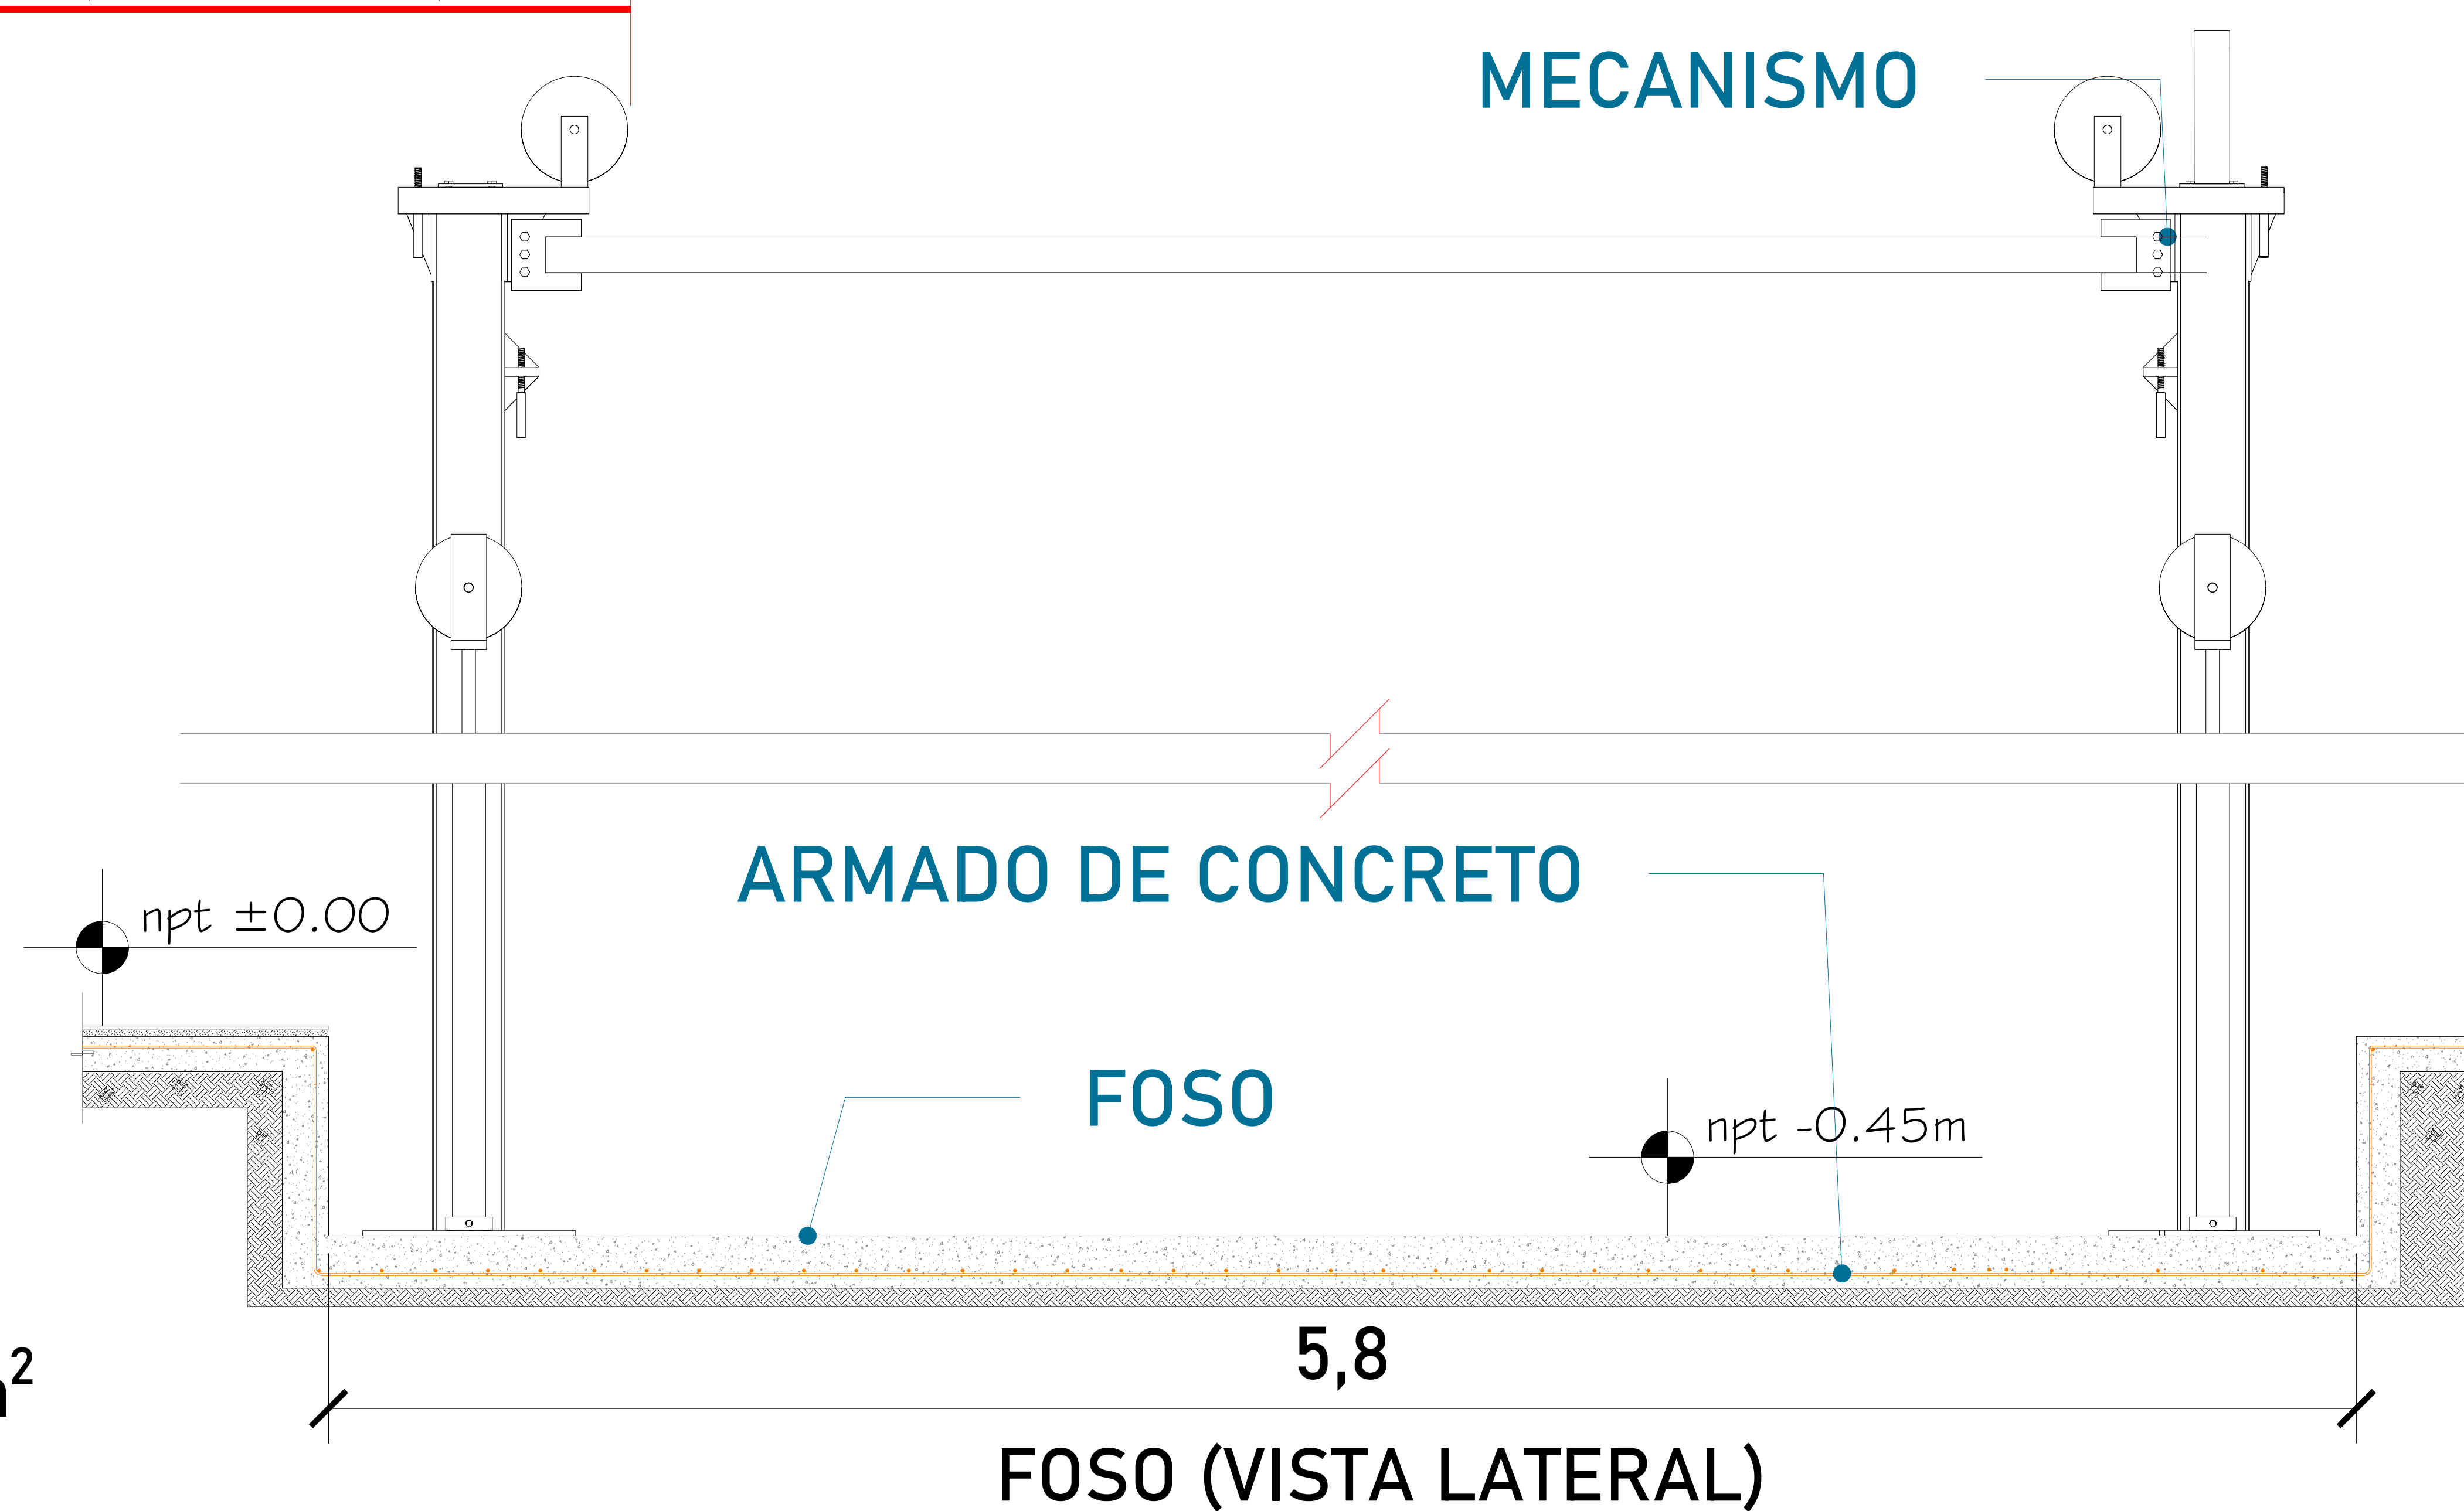 MECANISMO
ARMADO DE CONCRETO
npt ±0.00
FOSO
npt -0.45m
5,8
FOSO (VISTA LATERAL)